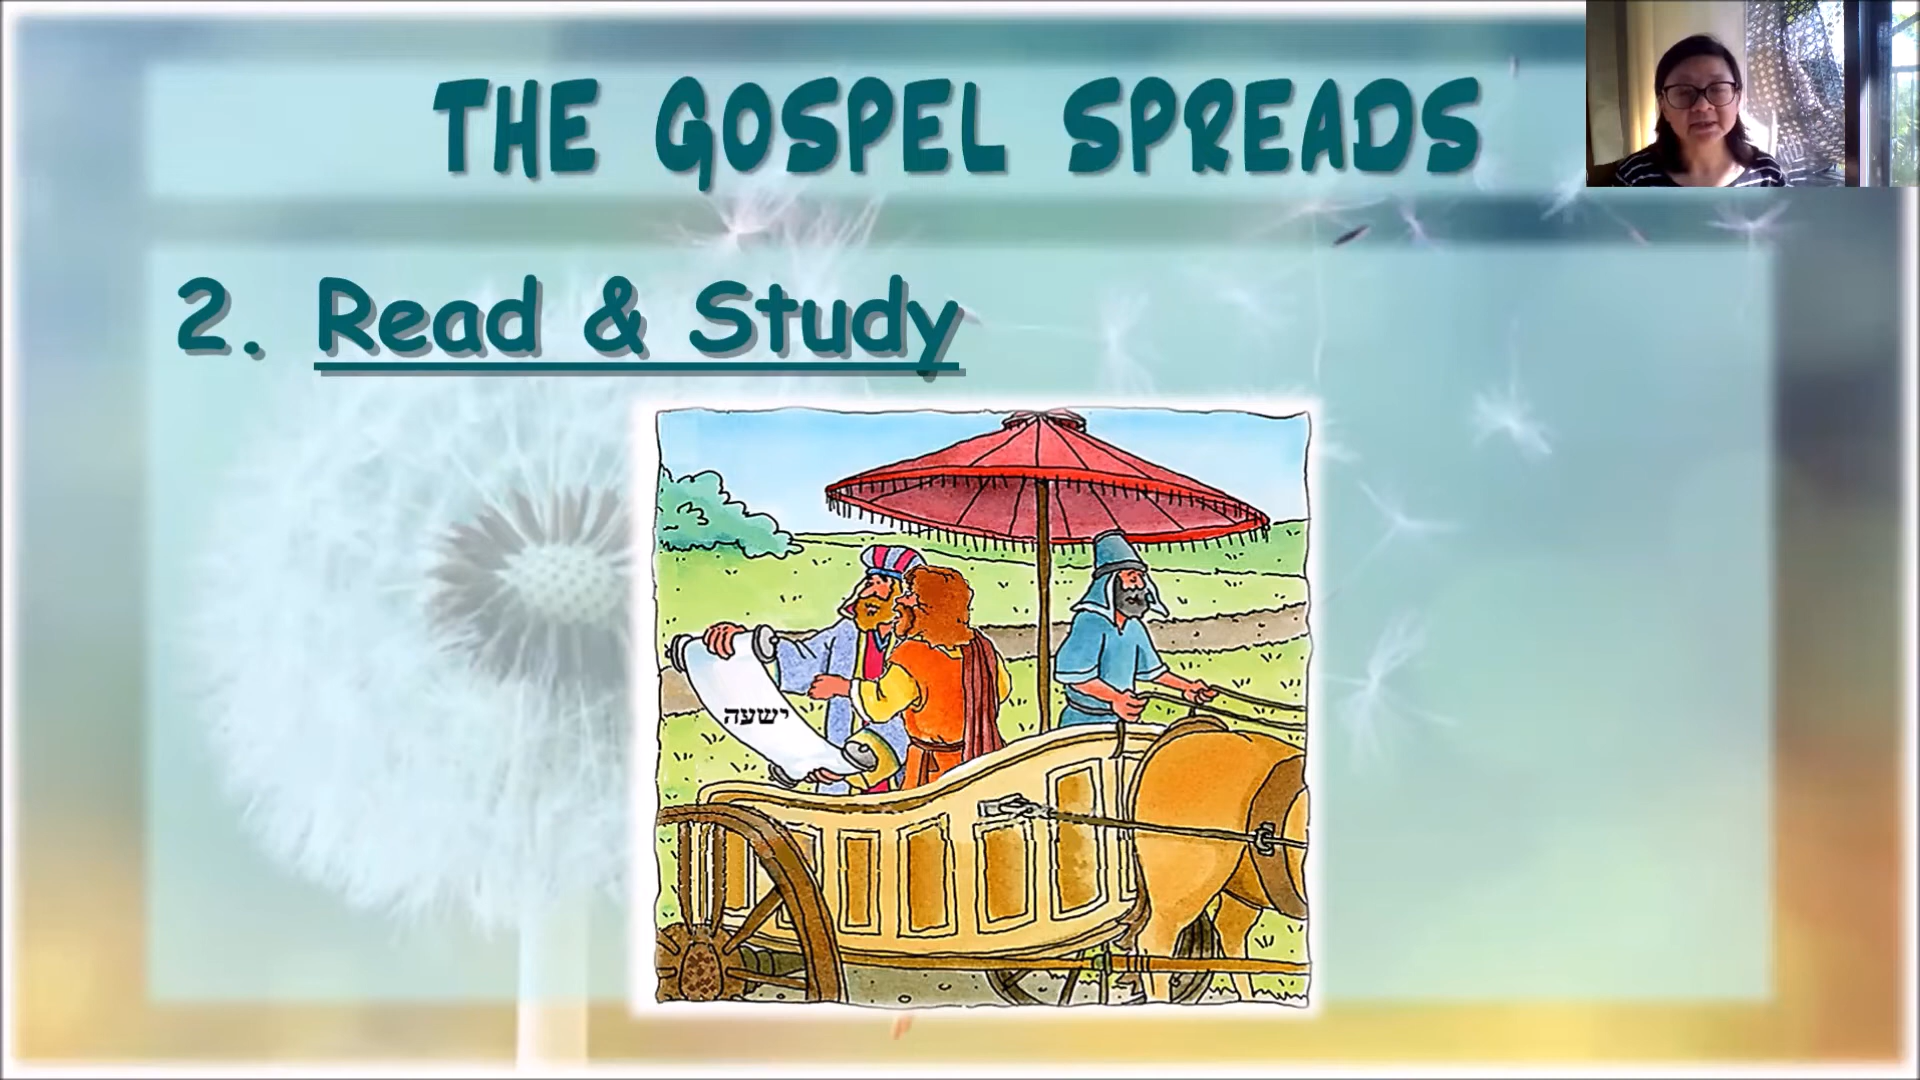 THE GOSPEL SPREADS
2. Read & Study
ישעה